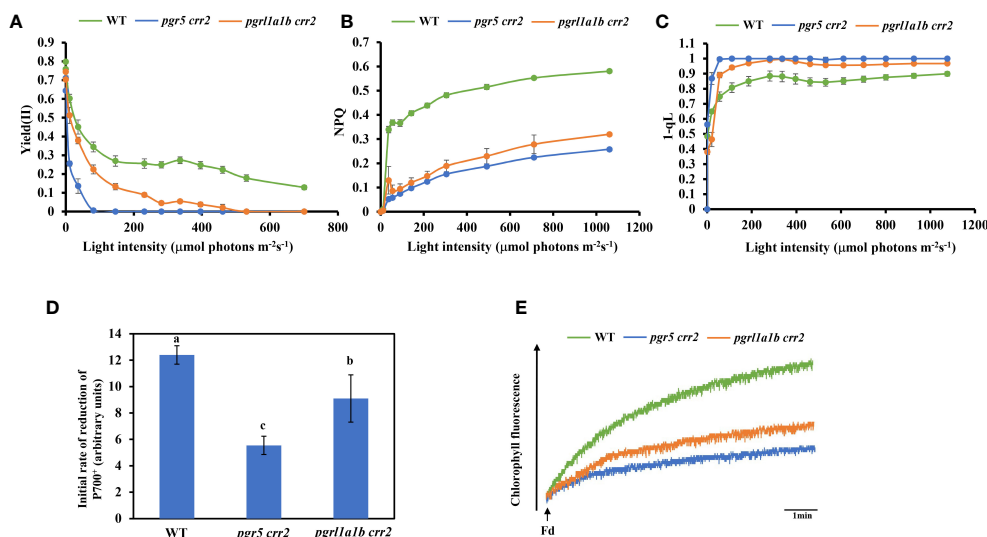 A
WT
pgr5 crr2
pgrl1a1b crr2
Yield(II)
0.9
0.8
0.7
0.6
0.5
0.4
0.3
0.2
0.1
0
0
200
400
600
800
Light intensity (μmol photons m-2s-1)
B
WT
pgr5 crr2
pgrl1a1b crr2
NPQ
0.7
0.6
0.5
0.4
0.3
0.2
0.1
0
0
200
400
600
800
1000
1200
Light intensity (μmol photons m-2s-1)
C
WT
pgr5 crr2
pgrl1a1b crr2
1-qL
1.1
1
0.9
0.8
0.7
0.6
0.5
0.4
0.3
0.2
0.1
0
0
200
400
600
800
1000
1200
Light intensity (μmol photons m-2s-1)
D
Initial rate of reduction of
P700+ (arbitrary units)
14
12
10
8
6
4
2
0
a
c
b
WT
pgr5 crr2
pgrl1a1b crr2
E
WT
pgr5 crr2
pgrl1a1b crr2
Chlorophyll fluorescence
Fd
1min